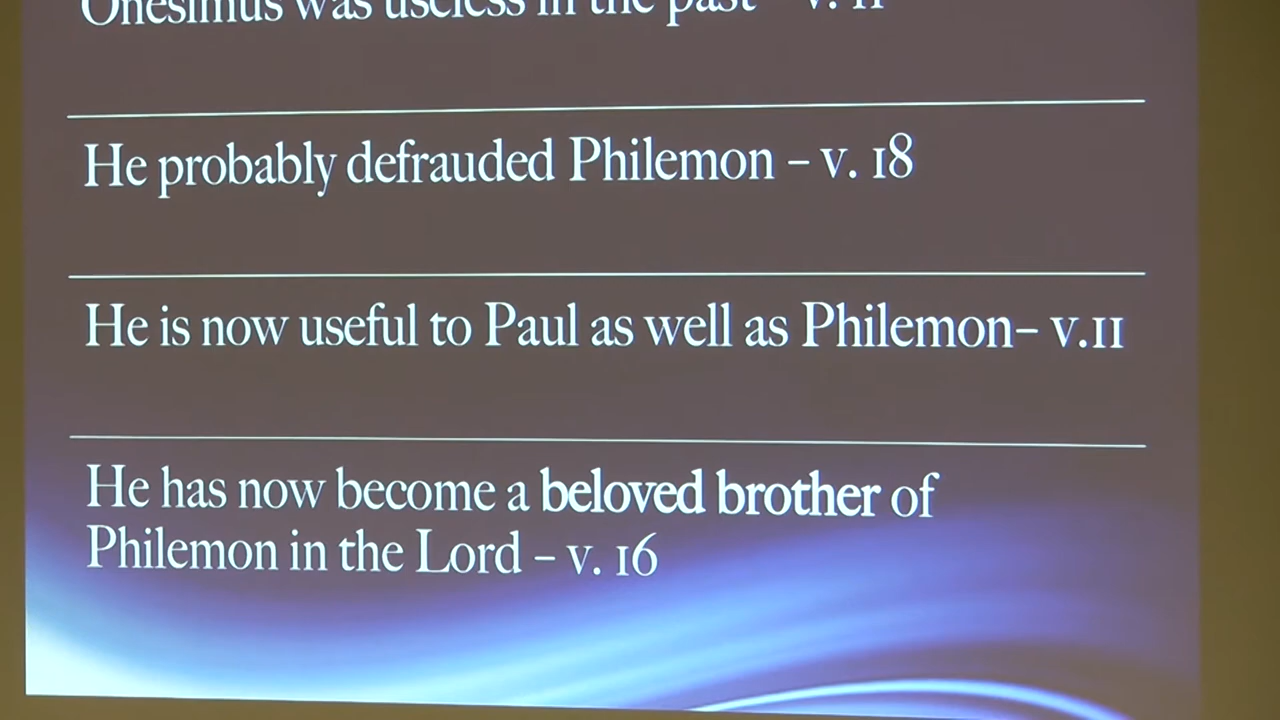 Onesimus was useless in the past – v. 11
He probably defrauded Philemon – v. 18
He is now useful to Paul as well as Philemon– v.11
He has now become a beloved brother of
Philemon in the Lord – v. 16